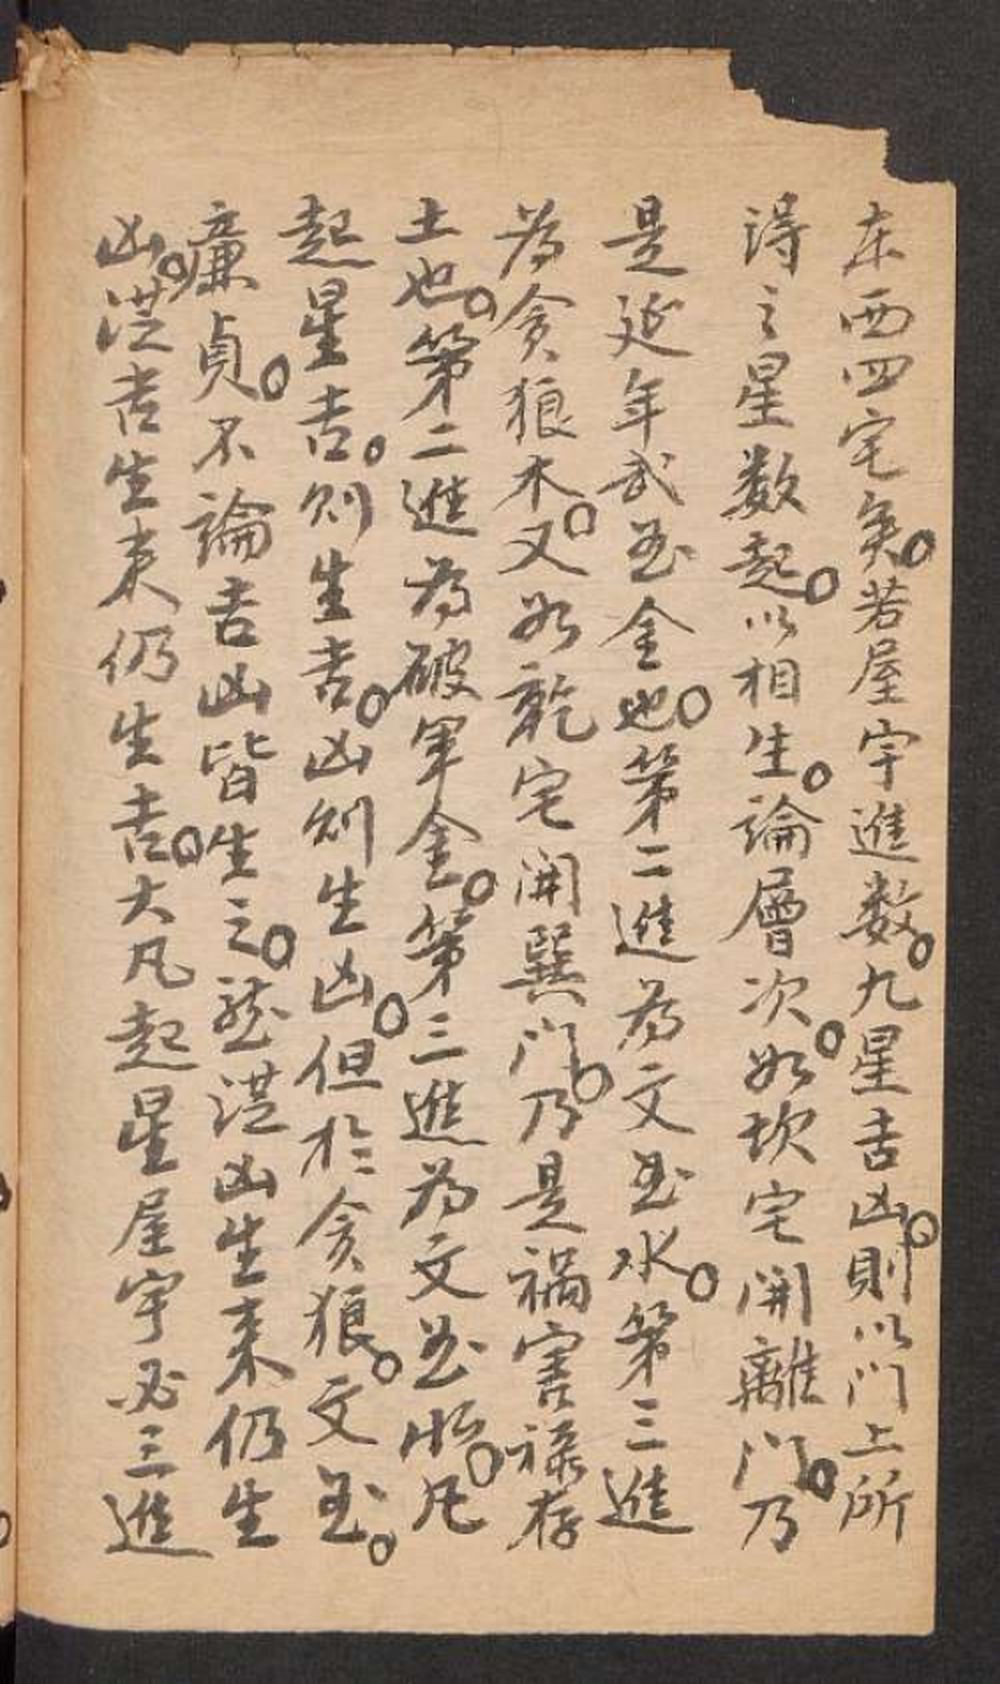 东西四宅矣。若屋宇進数。九星吉凶。則以门上所
得之星数起。以相生。論層次。如坎宅開離门。乃
是延年武曲金也。第二進為文曲水。第三進
為貪狼木。又如乾宅開巽门。乃是禍害禄存
土也。第二進為破軍金。第三進為文曲水。凡
起星吉。则生吉。凶则生凶。但於貪狼。文曲。
廉貞。不論吉凶皆生之。從凶生来仍生
凶。從吉生来仍生吉。大凡起星屋宇必三進